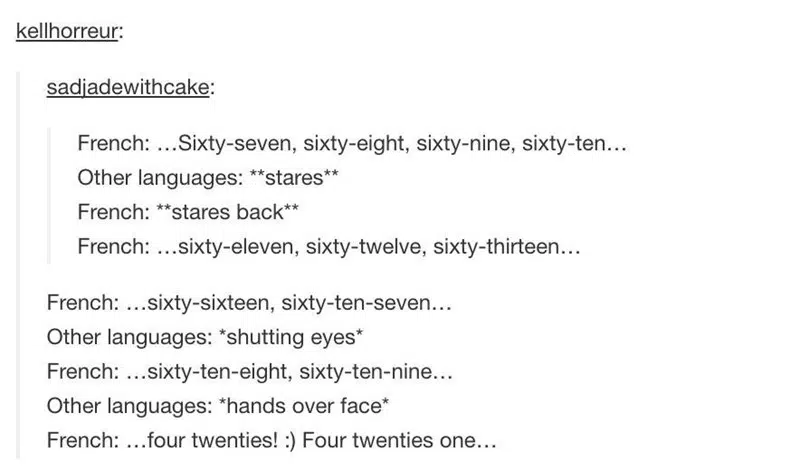 kellhorreur:
sadjadewithcake:
French: …Sixty-seven, sixty-eight, sixty-nine, sixty-ten…
Other languages: **stares**
French: **stares back**
French: …sixty-eleven, sixty-twelve, sixty-thirteen…
French: …sixty-sixteen, sixty-ten-seven…
Other languages: *shutting eyes*
French: …sixty-ten-eight, sixty-ten-nine…
Other languages: *hands over face*
French: …four twenties! :) Four twenties one…